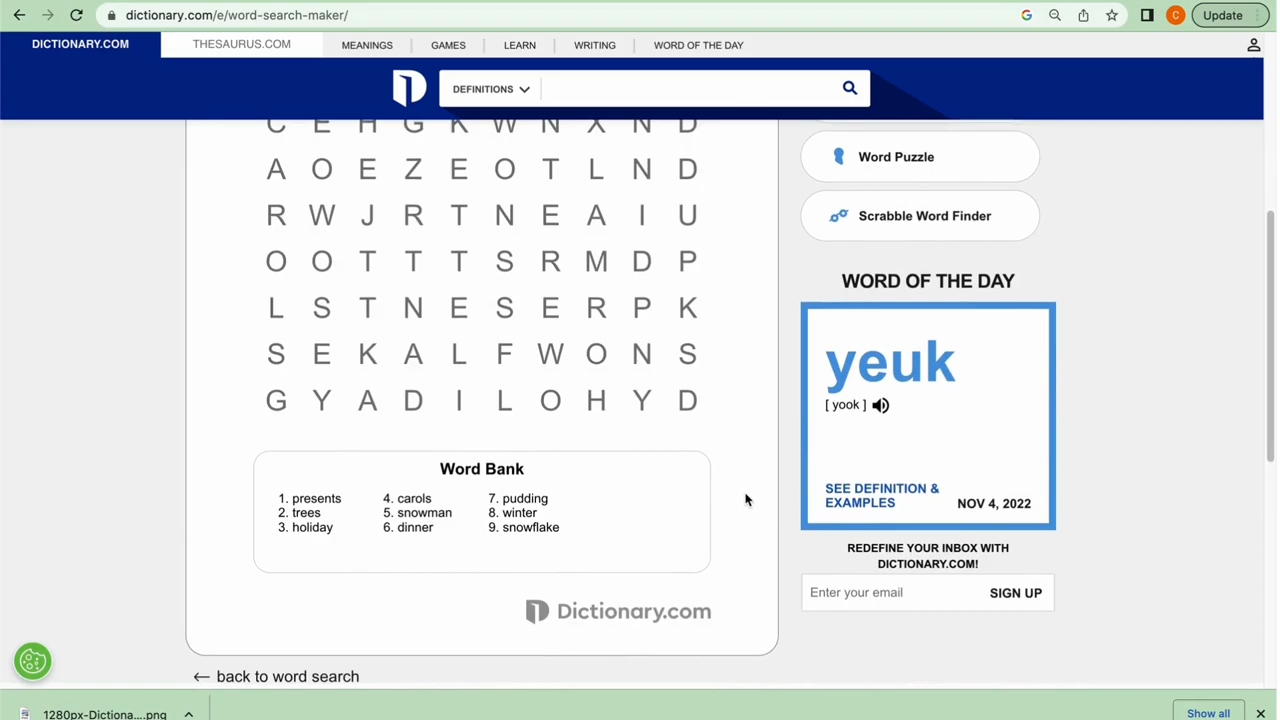 dictionary.com/e/word-search-maker/
C
Update
DICTIONARY.COM
THESAURUS.COM
MEANINGS
GAMES
LEARN
WRITING
WORD OF THE DAY
DEFINITIONS
C E H G K W N X N D
A O E Z E O T L N D
R W J R T N E A I U
O O T T T S R M D P
L S T N E S E R P K
S E K A L F W O N S
G Y A D I L O H Y D
Word Bank
1. presents 4. carols 7. pudding
2. trees 5. snowman 8. winter
3. holiday 6. dinner 9. snowflake
Dictionary.com
← back to word search
Word Puzzle
Scrabble Word Finder
WORD OF THE DAY
yeuk
[ yook ]
SEE DEFINITION &
EXAMPLES
NOV 4, 2022
REDEFINE YOUR INBOX WITH
DICTIONARY.COM!
Enter your email SIGN UP
1280px-Dictiona....png
Show all